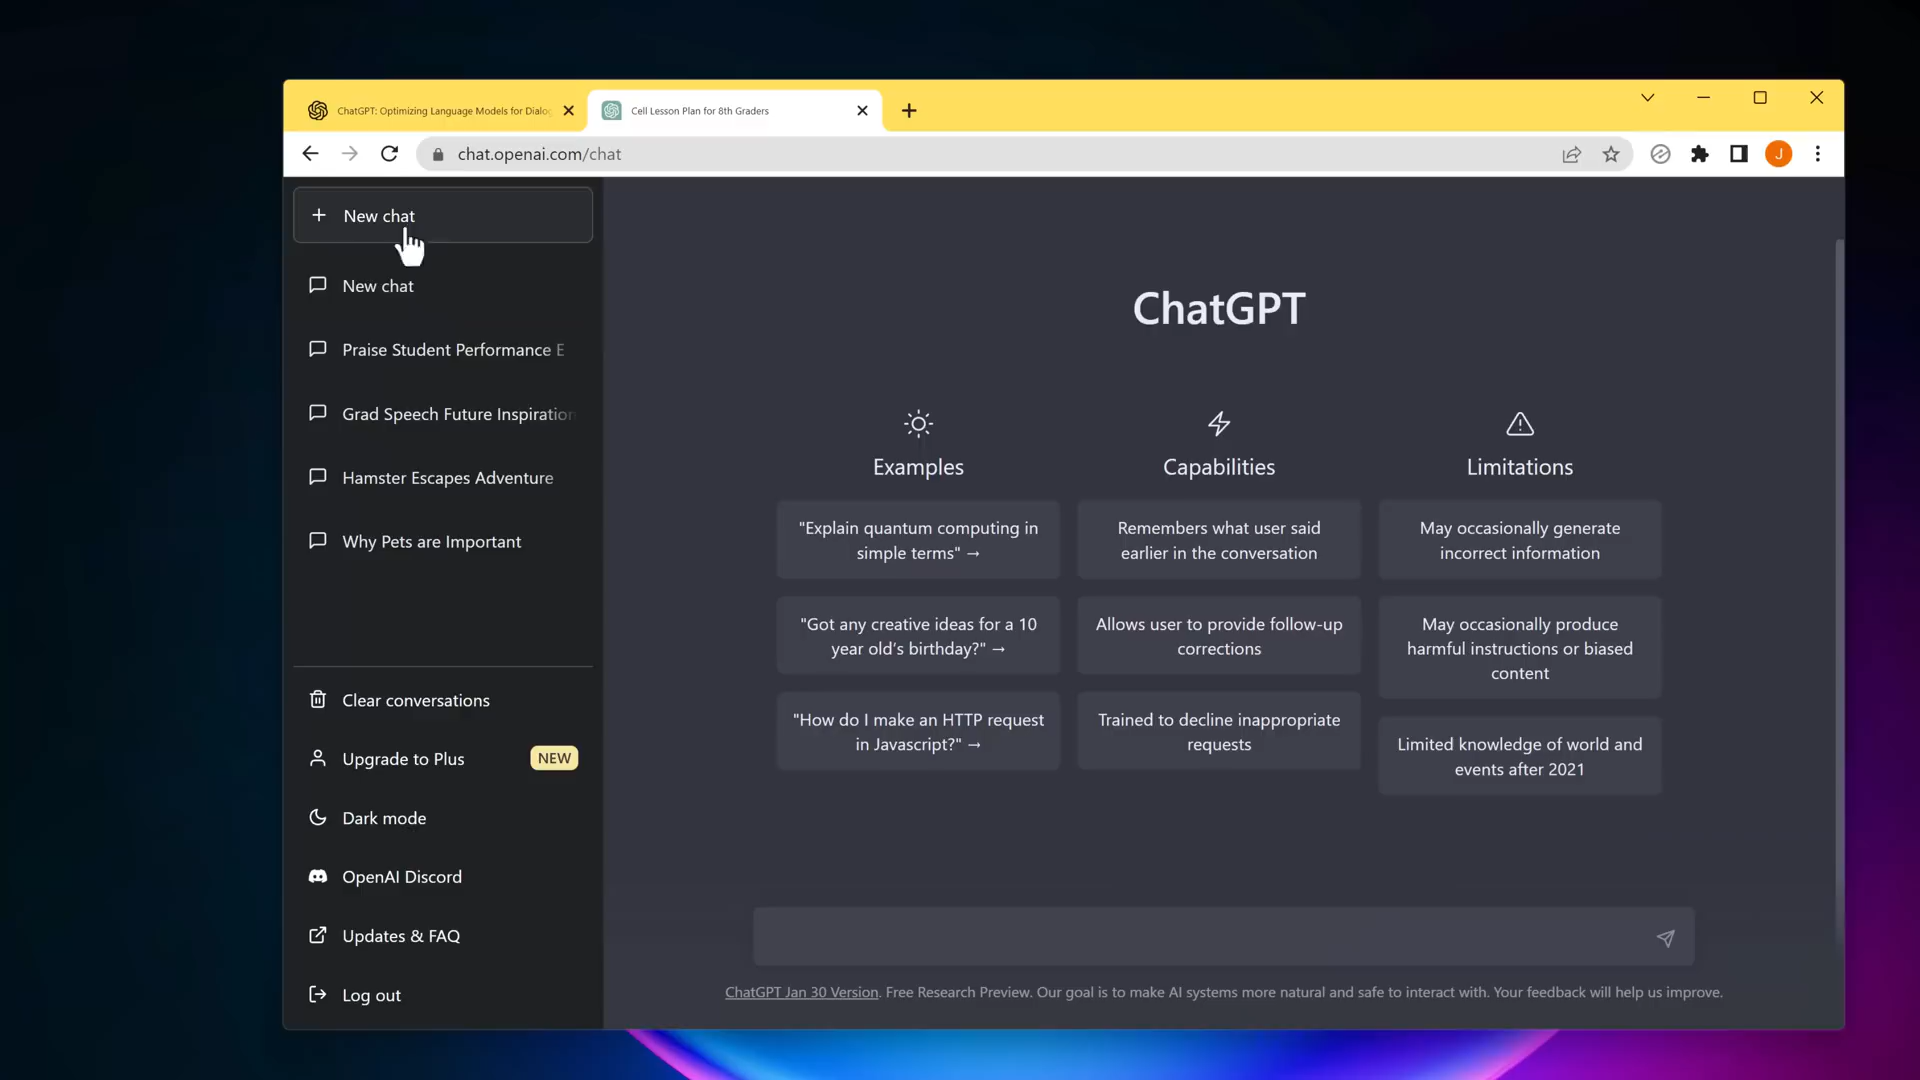 ChatGPT: Optimizing Language Models for Dialo
Cell Lesson Plan for 8th Graders
chat.openai.com/chat
J
New chat
New chat
Praise Student Performance E
Grad Speech Future Inspiration
Hamster Escapes Adventure
Why Pets are Important
Clear conversations
Upgrade to Plus
NEW
Dark mode
OpenAI Discord
Updates & FAQ
Log out
ChatGPT
Examples
"Explain quantum computing in
simple terms" →
"Got any creative ideas for a 10
year old's birthday?" →
"How do I make an HTTP request
in Javascript?" →
Capabilities
Remembers what user said
earlier in the conversation
Allows user to provide follow-up
corrections
Trained to decline inappropriate
requests
Limitations
May occasionally generate
incorrect information
May occasionally produce
harmful instructions or biased
content
Limited knowledge of world and
events after 2021
ChatGPT Jan 30 Version. Free Research Preview. Our goal is to make AI systems more natural and safe to interact with. Your feedback will help us improve.